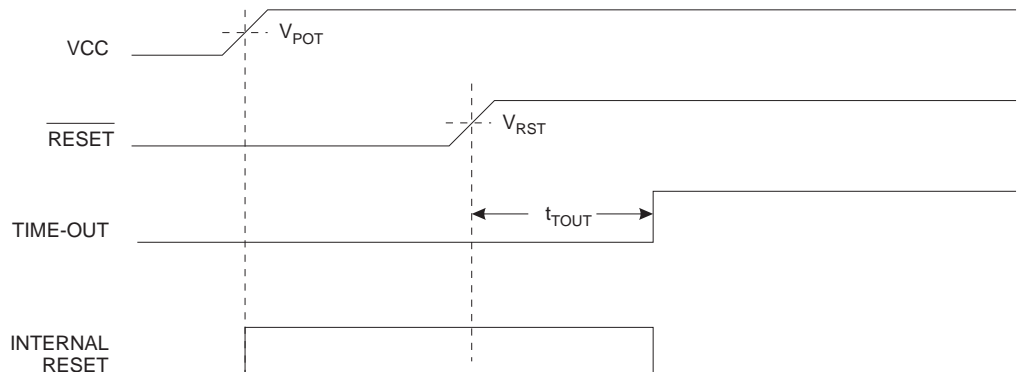 VCC
VPOT
RESET
VRST
TIME-OUT
tTOUT
INTERNAL
RESET